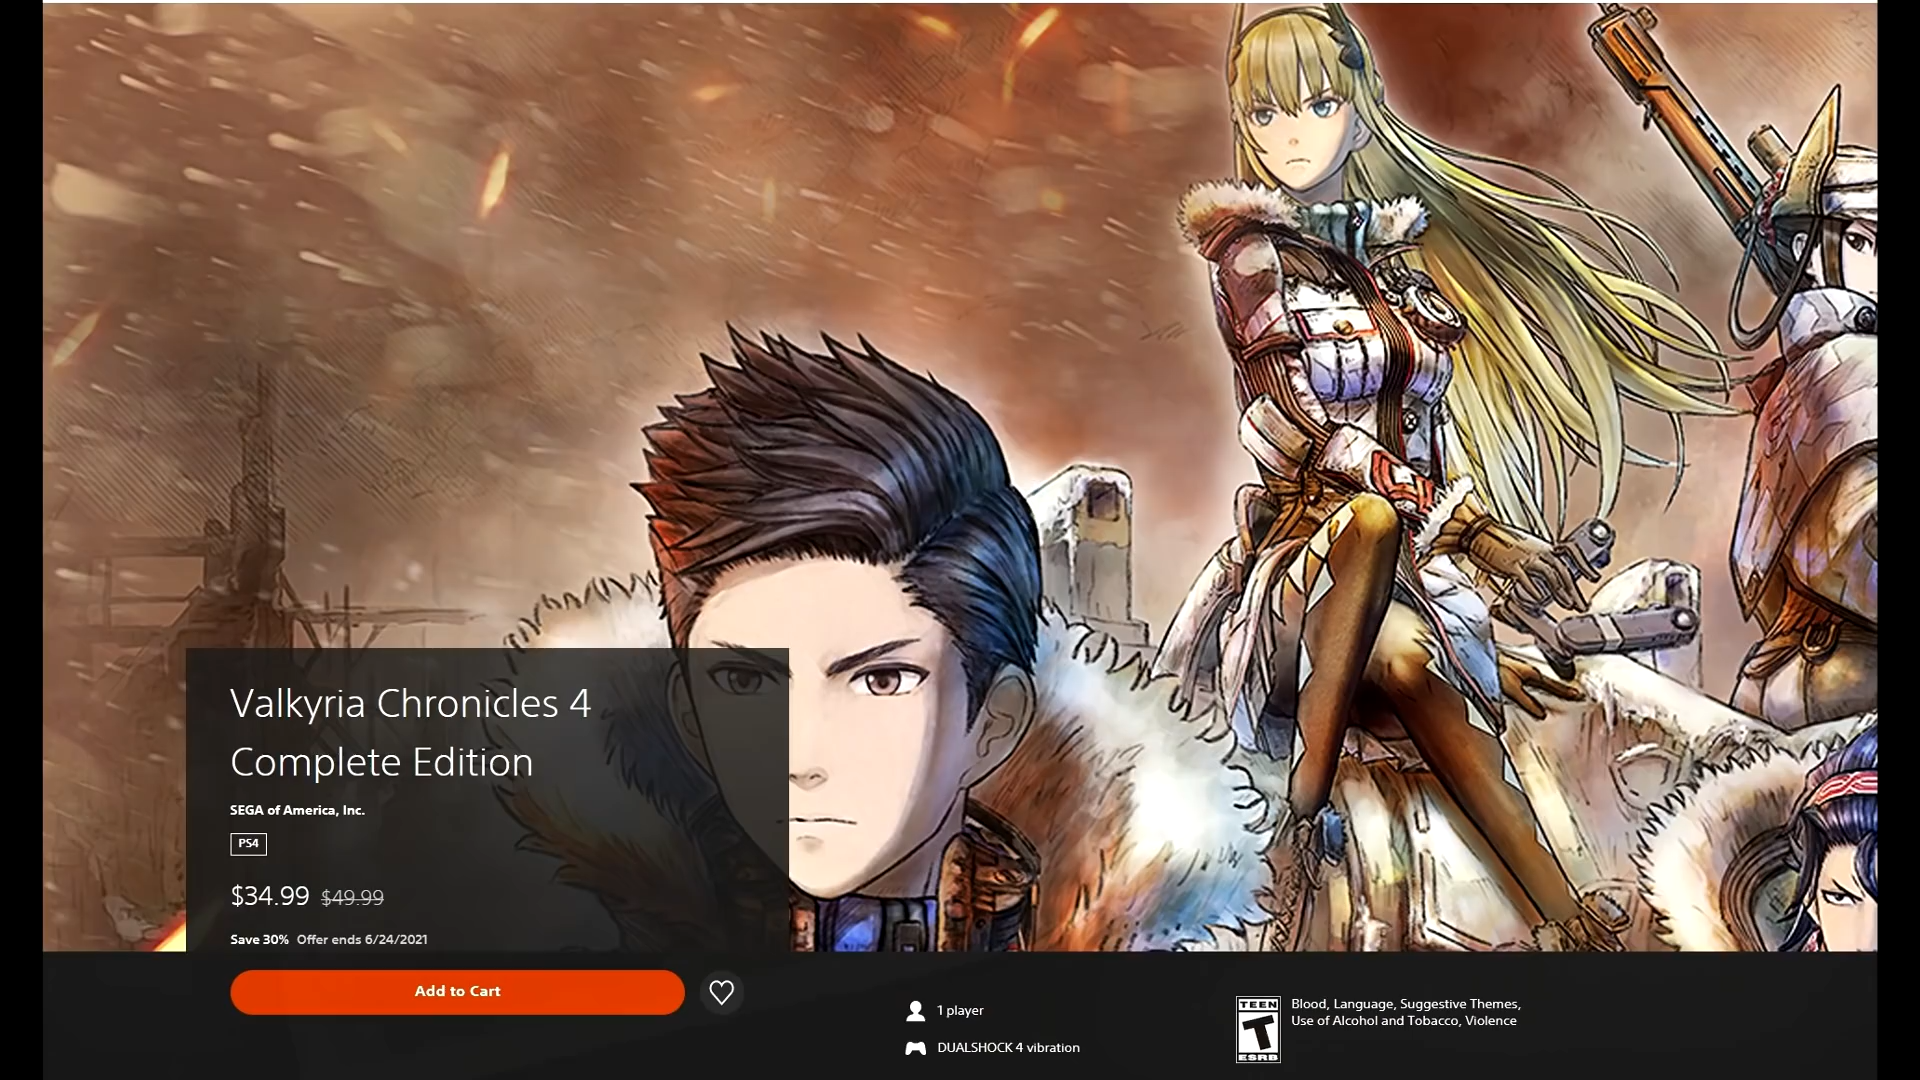 Valkyria Chronicles 4
Complete Edition
SEGA of America, Inc.
PS4
$34.99 $49.99
Save 30% Offer ends 6/24/2021
Add to Cart
1 player
DUALSHOCK 4 vibration
TEEN
T
ESRB
Blood, Language, Suggestive Themes,
Use of Alcohol and Tobacco, Violence